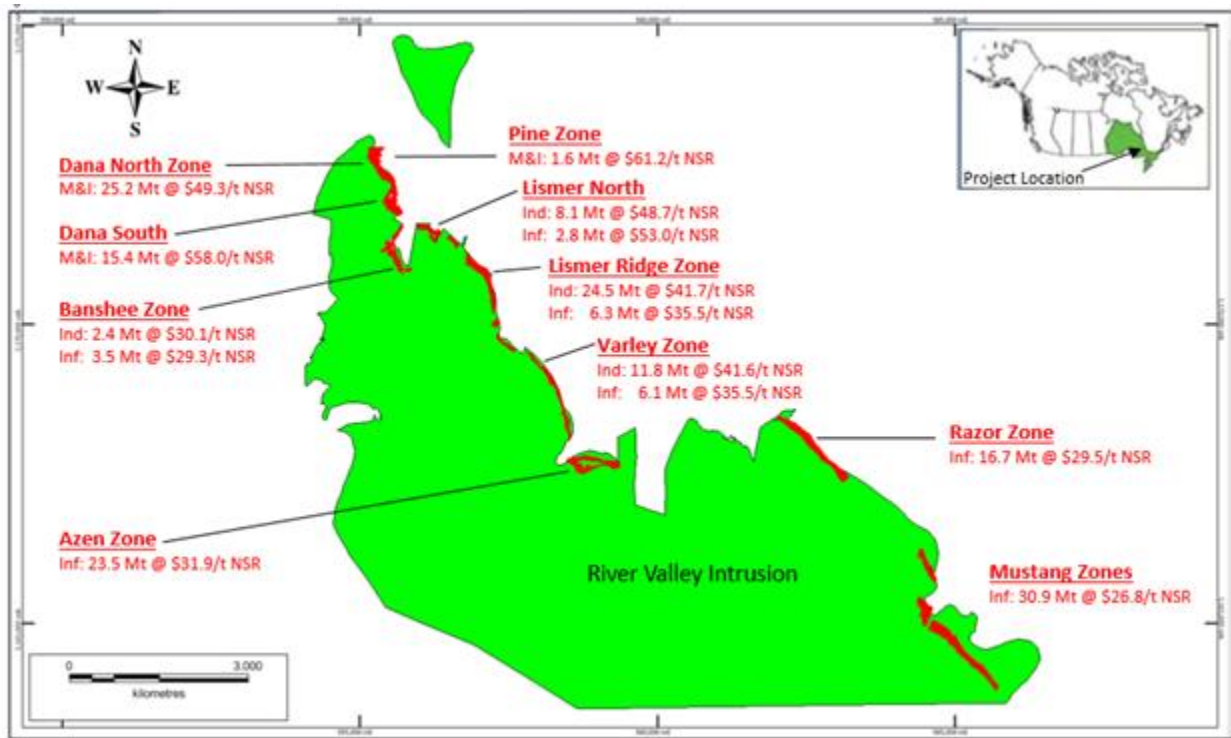 N
W E
S
Project Location
Pine Zone
M&I: 1.6 Mt @ $61.2/t NSR
Dana North Zone
M&I: 25.2 Mt @ $49.3/t NSR
Lismer North
Ind: 8.1 Mt @ $48.7/t NSR
Inf: 2.8 Mt @ $53.0/t NSR
Dana South
M&I: 15.4 Mt @ $58.0/t NSR
Lismer Ridge Zone
Ind: 24.5 Mt @ $41.7/t NSR
Inf: 6.3 Mt @ $35.5/t NSR
Banshee Zone
Ind: 2.4 Mt @ $30.1/t NSR
Inf: 3.5 Mt @ $29.3/t NSR
Varley Zone
Ind: 11.8 Mt @ $41.6/t NSR
Inf: 6.1 Mt @ $35.5/t NSR
Razor Zone
Inf: 16.7 Mt @ $29.5/t NSR
Azen Zone
Inf: 23.5 Mt @ $31.9/t NSR
River Valley Intrusion
Mustang Zones
Inf: 30.9 Mt @ $26.8/t NSR
0 3.000
kilometres